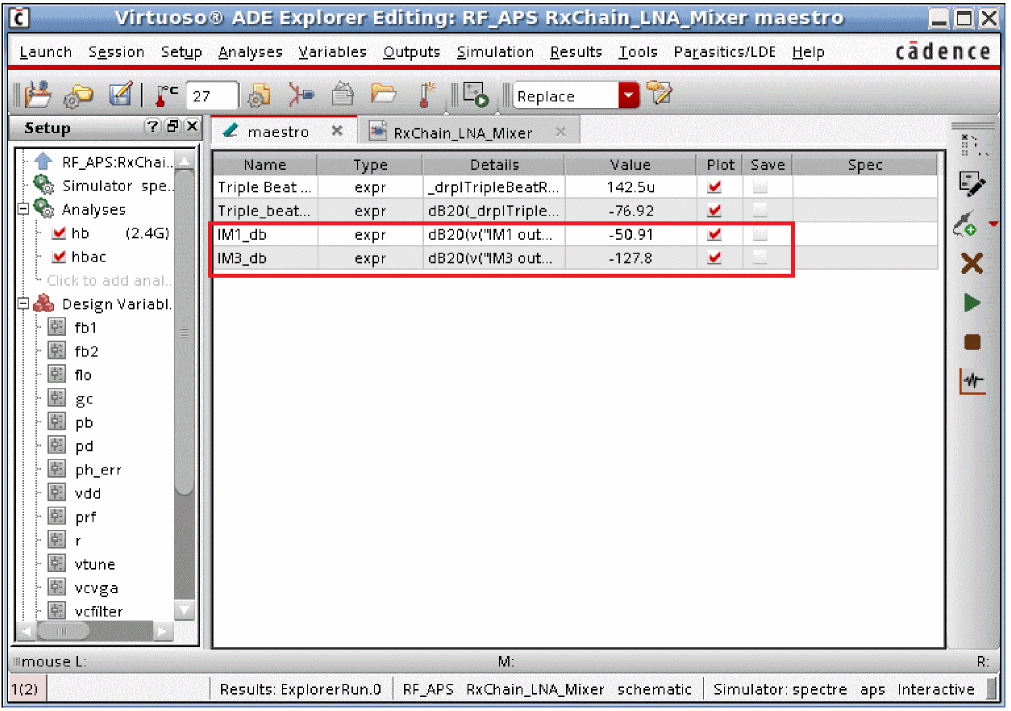 Virtuoso® ADE Explorer Editing: RF_APS RxChain_LNA_Mixer maestro
Launch Session Setup Analyses Variables Outputs Simulation Results Tools Parasitics/LDE Help cādence
°C 27 Replace
Setup ? maestro RxChain_LNA_Mixer
Name Type Details Value Plot Save Spec
Triple Beat ... expr _drplTripleBeatR... 142.5u
Triple_beat... expr dB20(_drplTriple... -76.92
IM1_db expr dB20(v("IM1 out... -50.91
IM3_db expr dB20(v("IM3 out... -127.8
RF_APS:RxChai..
Simulator spe..
Analyses
hb (2.4G)
hbac
Click to add anal..
Design Variabl.
fb1
fb2
flo
gc
pb
pd
ph_err
vdd
prf
r
vtune
vcvga
vcfilter
mouse L: M: R:
1(2) Results: ExplorerRun.0 RF_APS RxChain_LNA_Mixer schematic Simulator: spectre aps Interactive